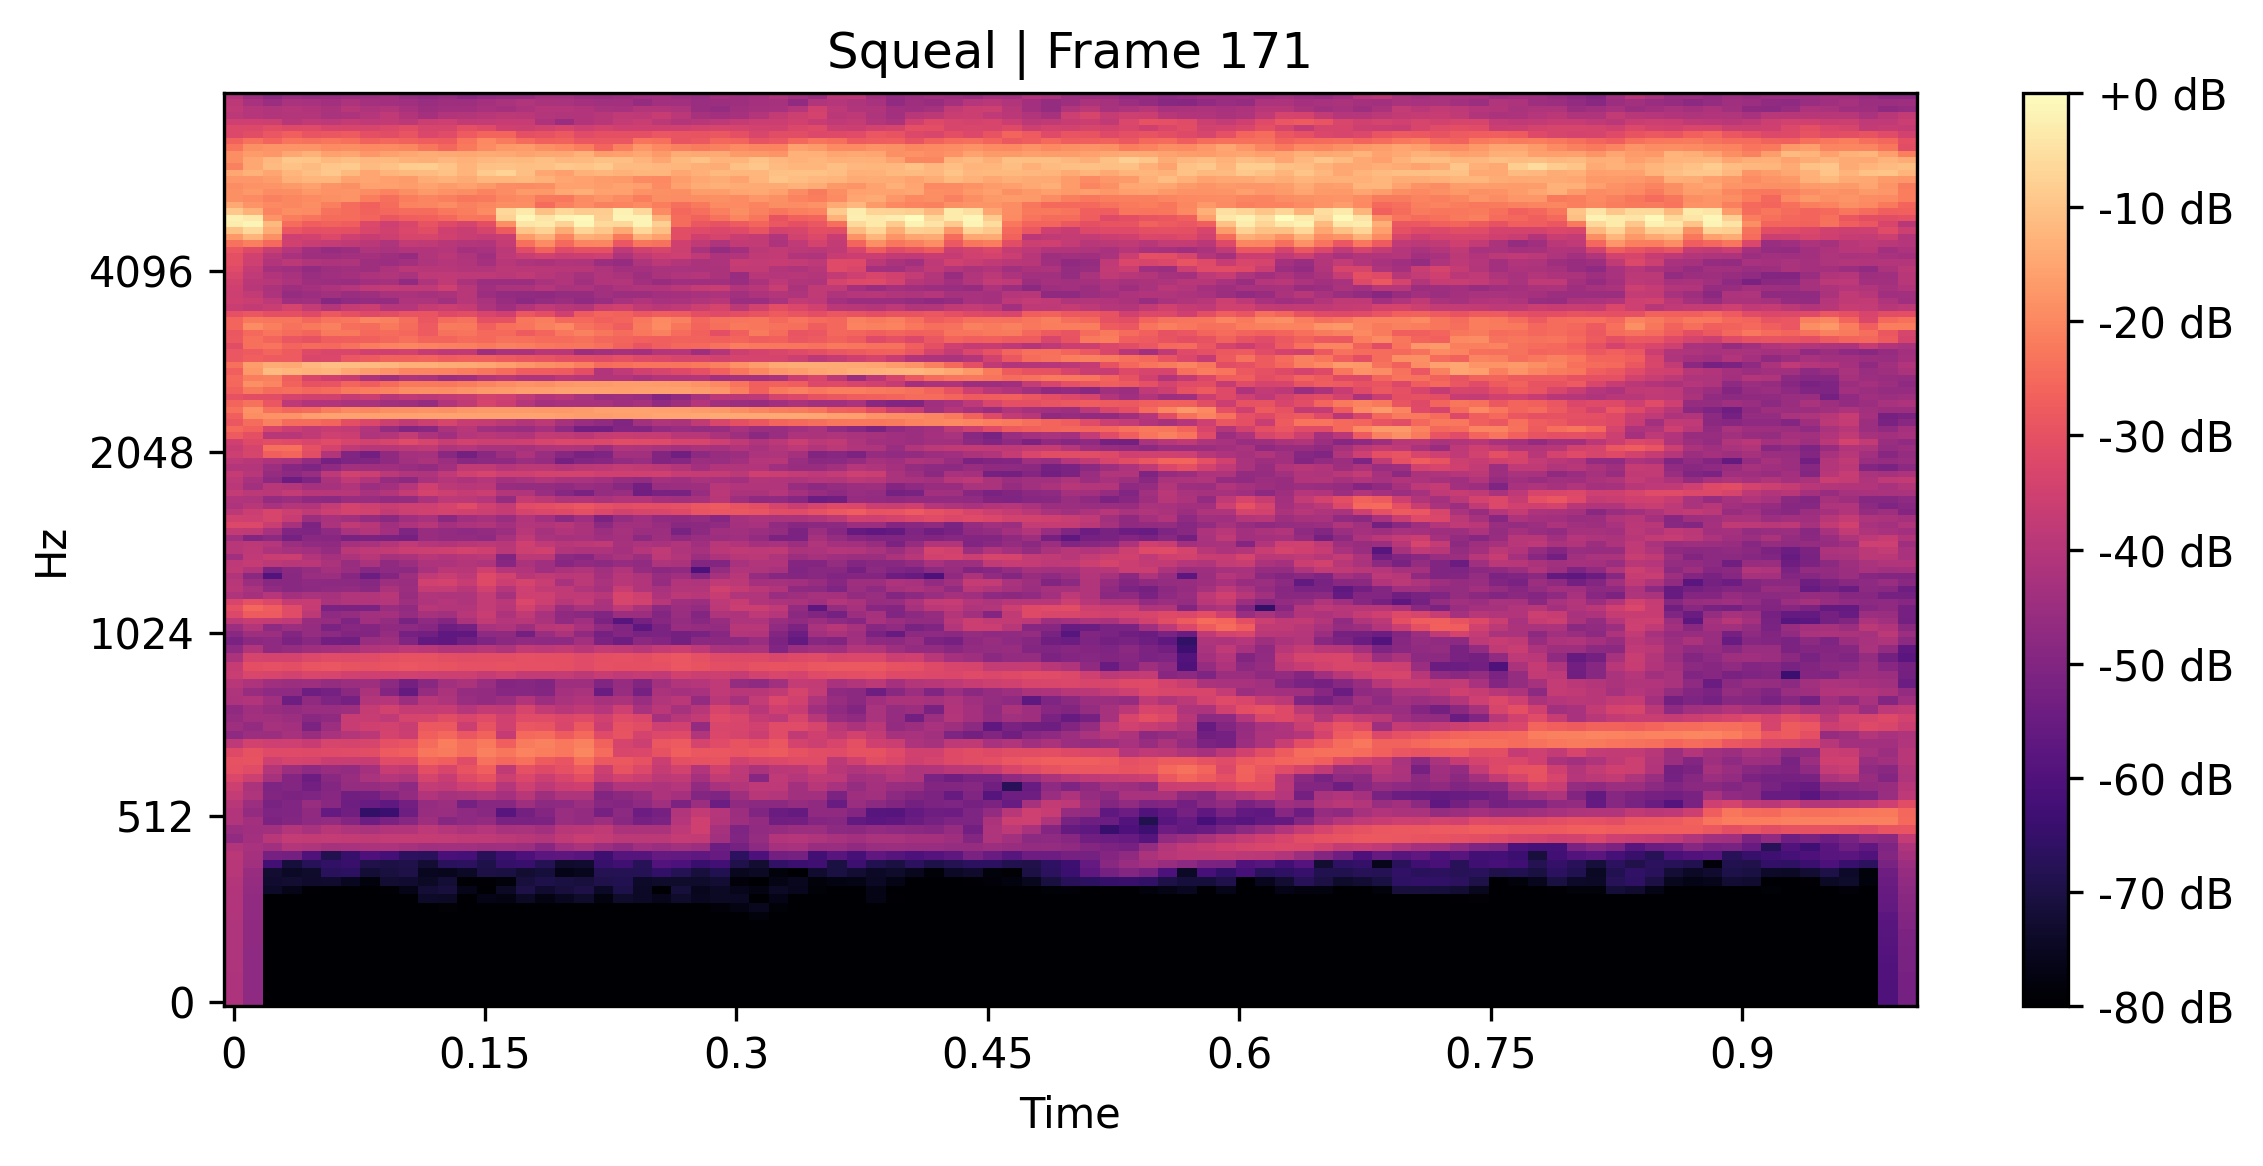 Squeal | Frame 171
+0 dB
-10 dB
-20 dB
-30 dB
-40 dB
-50 dB
-60 dB
-70 dB
-80 dB
Hz
4096
2048
1024
512
0
0 0.15 0.3 0.45 0.6 0.75 0.9
Time